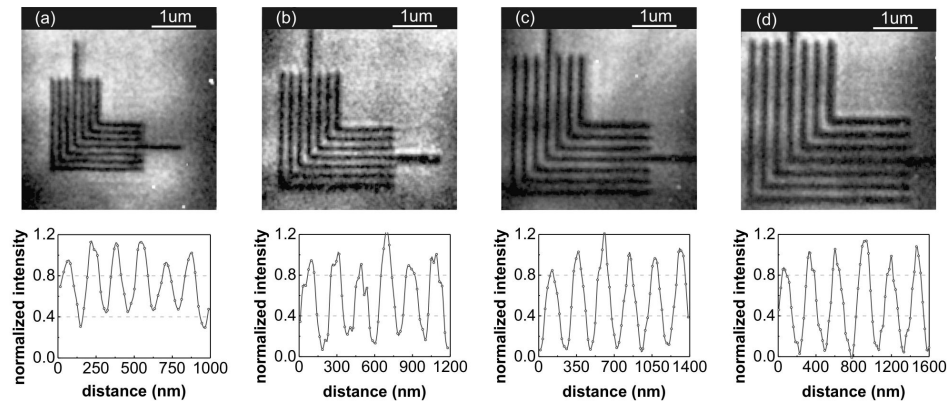 (a) 1um
(b) 1um
(c) 1um
(d) 1um
normalized intensity
1.2
0.8
0.4
0.0
0 250 500 750 1000
distance (nm)
normalized intensity
1.2
0.8
0.4
0.0
0 300 600 900 1200
distance (nm)
normalized intensity
1.2
0.8
0.4
0.0
0 350 700 1050 1400
distance (nm)
normalized intensity
1.2
0.8
0.4
0.0
0 400 800 1200 1600
distance (nm)